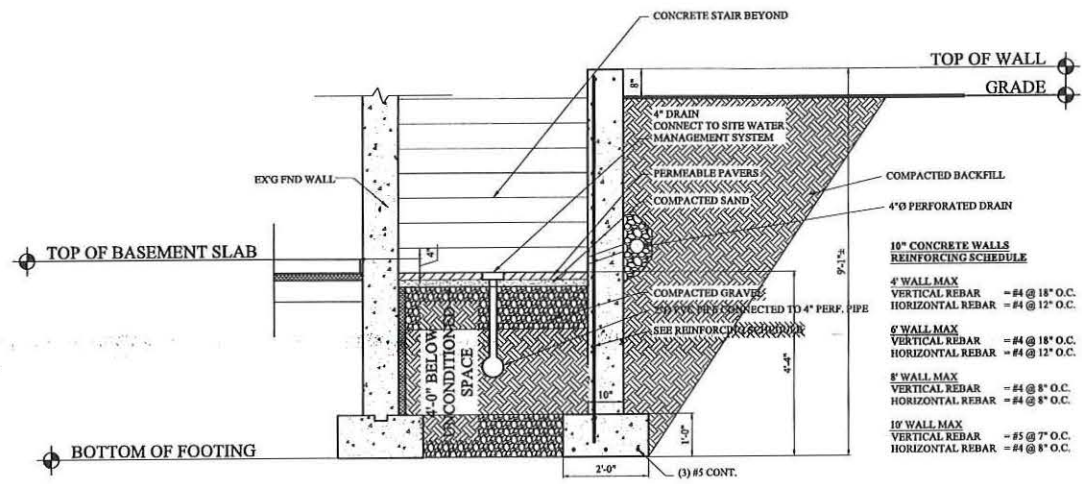 CONCRETE STAIR BEYOND
TOP OF WALL
GRADE
8"
4" DRAIN
CONNECT TO SITE WATER
MANAGEMENT SYSTEM
EX'G FND WALL
PERMEABLE PAVERS
COMPACTED BACKFILL
COMPACTED SAND
4"Ø PERFORATED DRAIN
TOP OF BASEMENT SLAB
4"
9'-1"±
COMPACTED GRAVEL
PVC PIPE CONNECTED TO 4" PERF. PIPE
SEE REINFORCING SCHEDULE
4'-0" BELOW
UNCONDITIONED
SPACE
4'-4"
10"
1'-0"
BOTTOM OF FOOTING
2'-0"
(3) #5 CONT.
10" CONCRETE WALLS
REINFORCING SCHEDULE
4' WALL MAX
VERTICAL REBAR = #4 @ 18" O.C.
HORIZONTAL REBAR = #4 @ 12" O.C.
6' WALL MAX
VERTICAL REBAR = #4 @ 18" O.C.
HORIZONTAL REBAR = #4 @ 12" O.C.
8' WALL MAX
VERTICAL REBAR = #4 @ 8" O.C.
HORIZONTAL REBAR = #4 @ 8" O.C.
10' WALL MAX
VERTICAL REBAR = #5 @ 7" O.C.
HORIZONTAL REBAR = #4 @ 8" O.C.